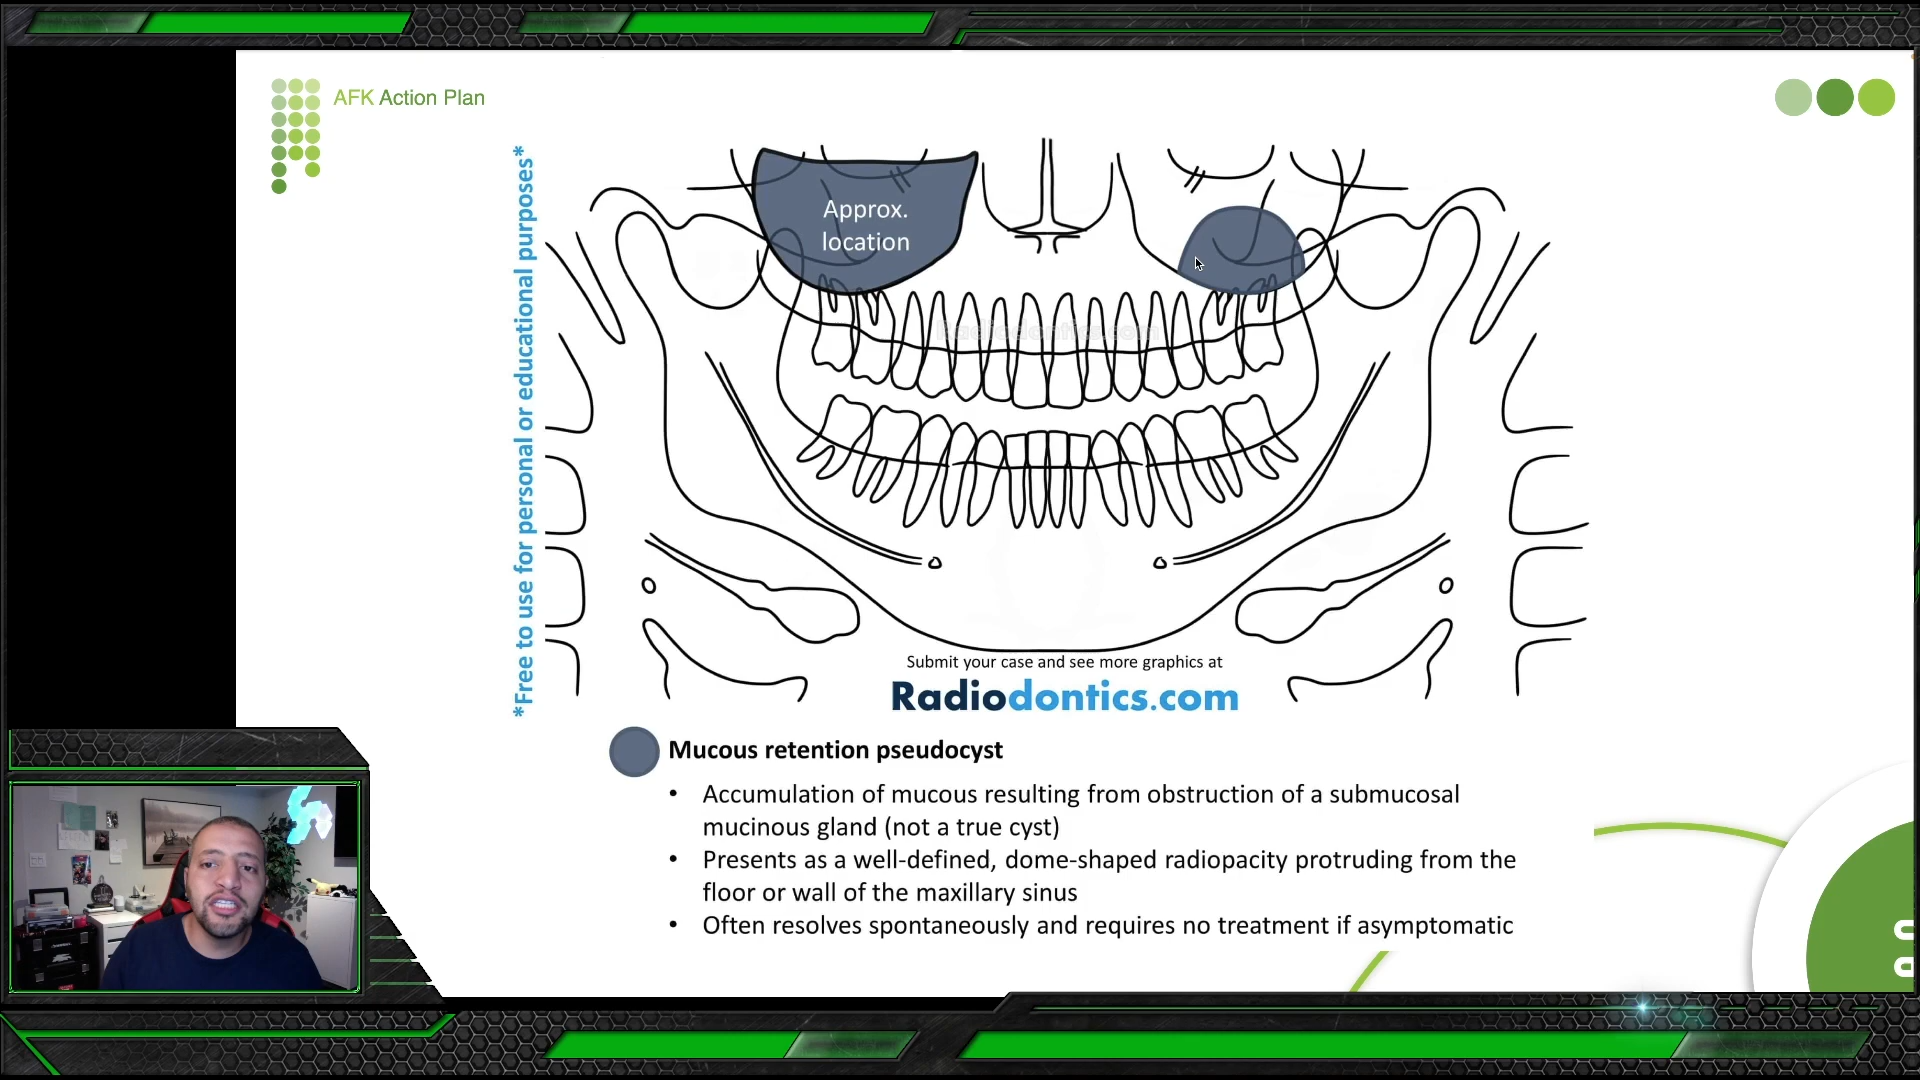 AFK Action Plan
*Free to use for personal or educational purposes*
Approx.
location
Radiodontics.com
Submit your case and see more graphics at
Radiodontics.com
Mucous retention pseudocyst
• Accumulation of mucous resulting from obstruction of a submucosal
mucinous gland (not a true cyst)
• Presents as a well-defined, dome-shaped radiopacity protruding from the
floor or wall of the maxillary sinus
• Often resolves spontaneously and requires no treatment if asymptomatic